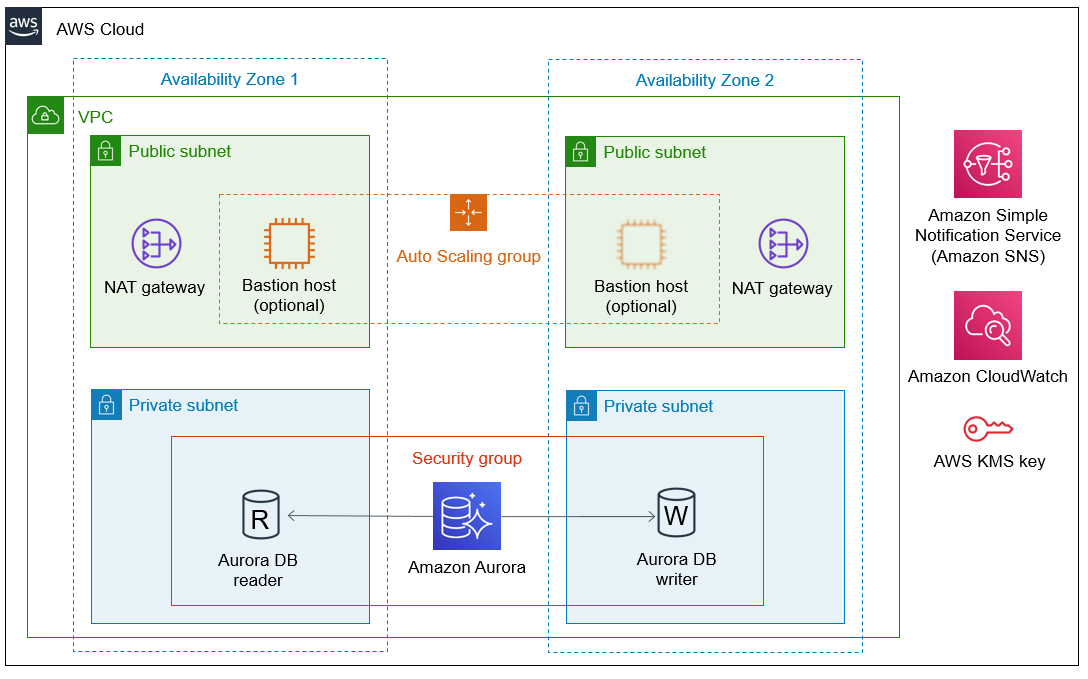 aws
AWS Cloud
Availability Zone 1
Availability Zone 2
VPC
Public subnet
Public subnet
Auto Scaling group
NAT gateway
Bastion host
(optional)
Bastion host
(optional)
NAT gateway
Amazon Simple
Notification Service
(Amazon SNS)
Amazon CloudWatch
AWS KMS key
Private subnet
Private subnet
Security group
R
W
Aurora DB
reader
Amazon Aurora
Aurora DB
writer